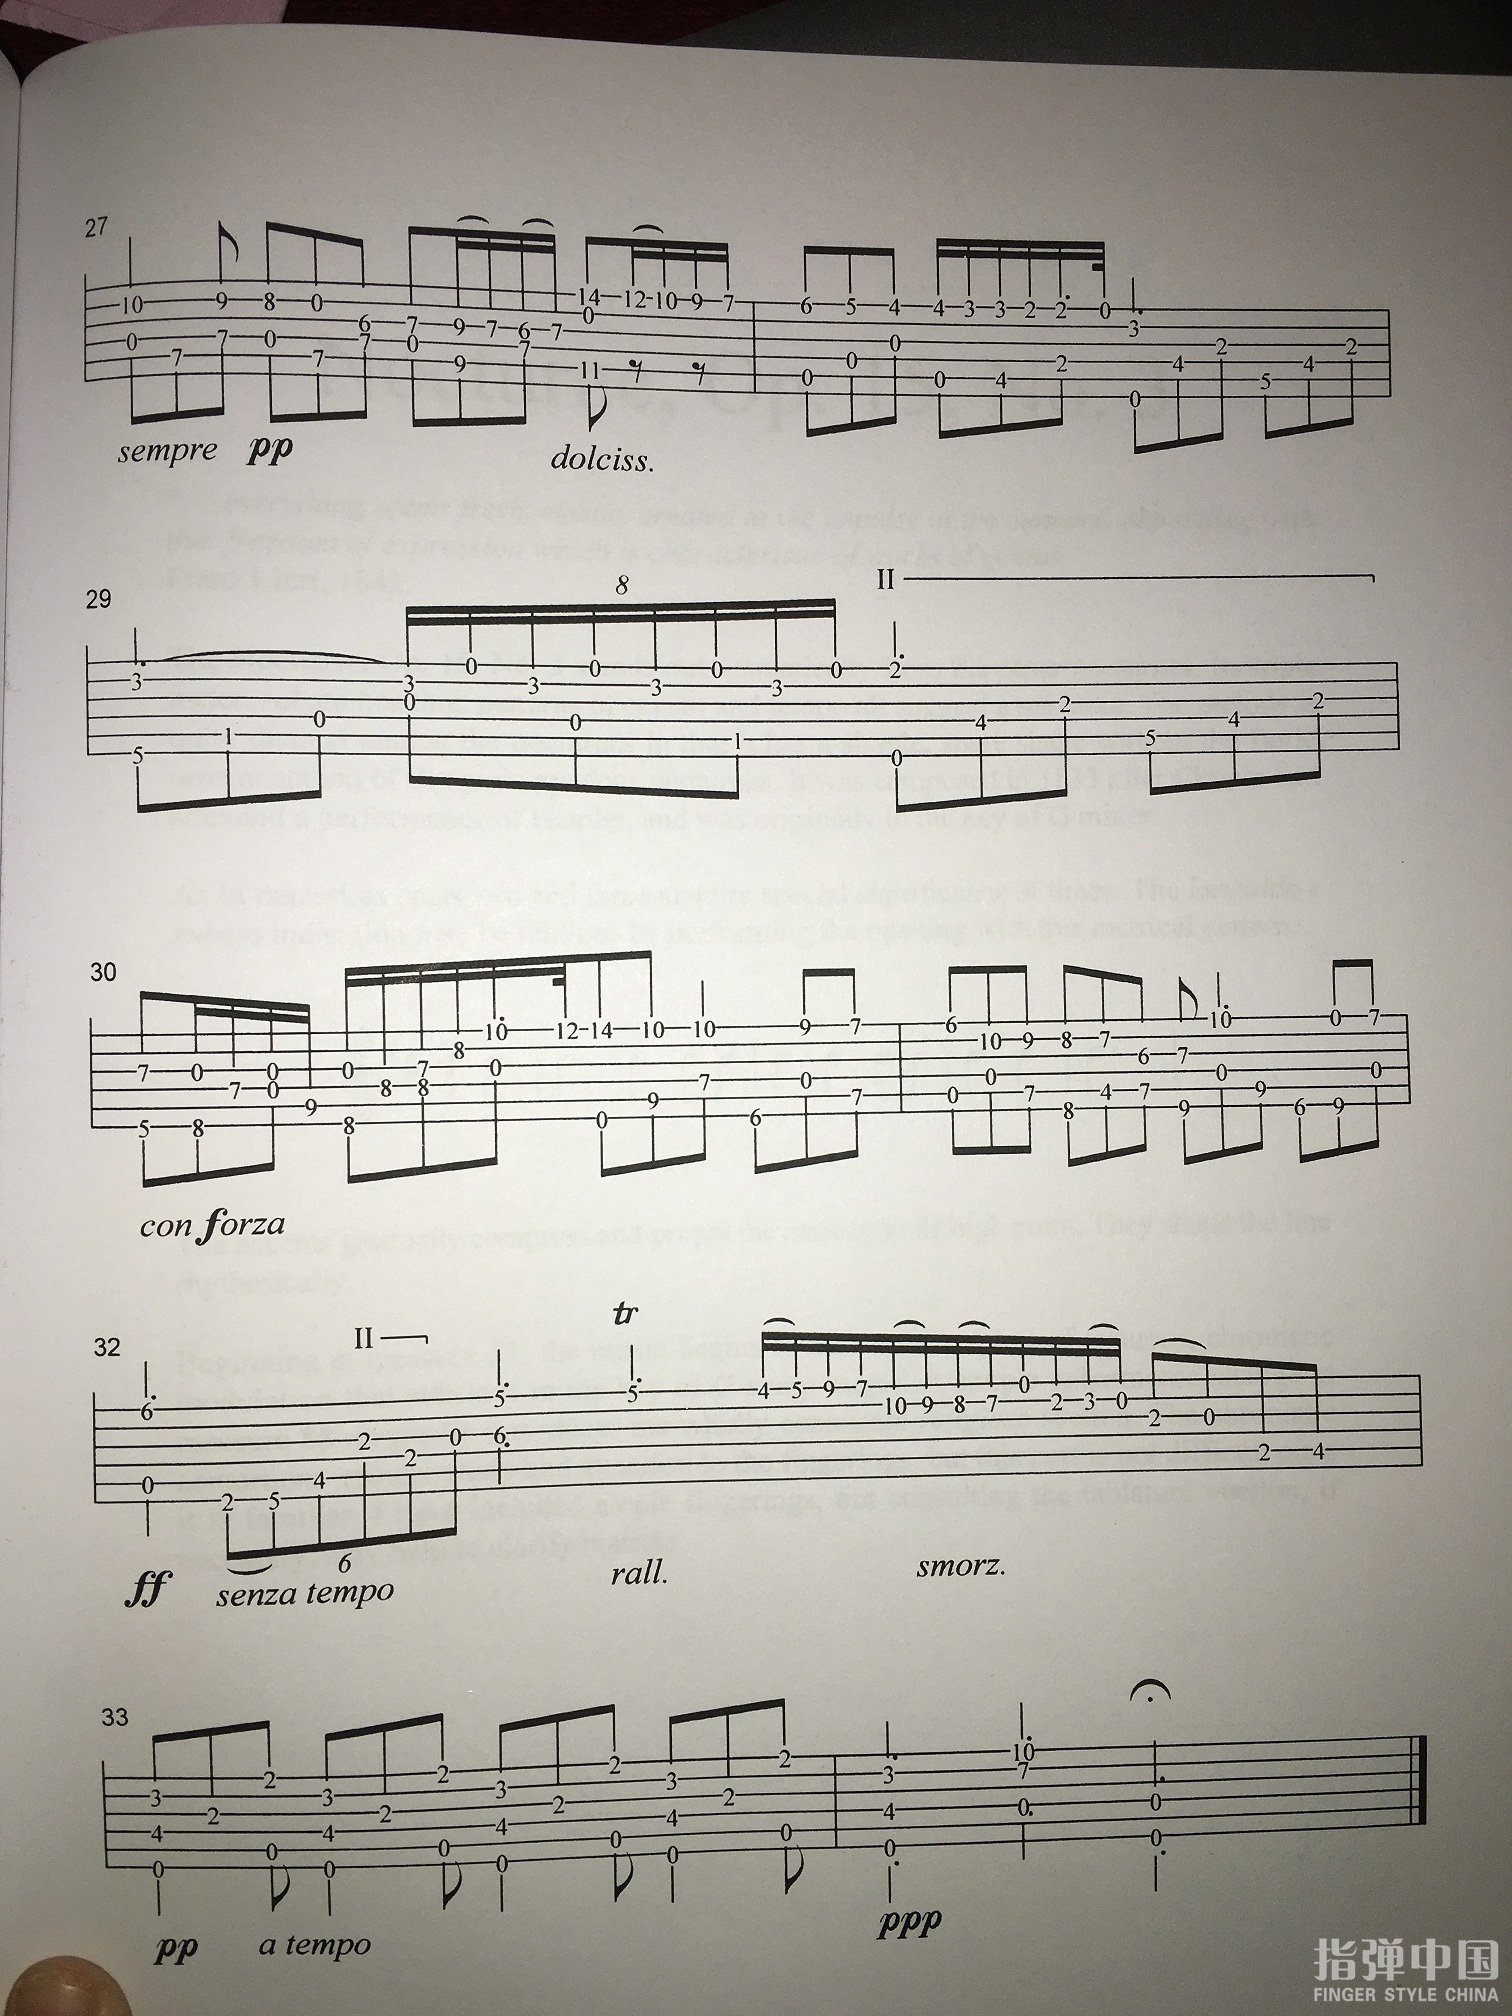 27
10 9 8 0 6 7 9 7 6 7 14 12 10 9 7 6 5 4 4 3 3 2 2 0 3
0 7 7 0 7 7 0 9 7 0 11 0 0 0 0 4 2 0 4 2 5 4 2
sempre pp dolciss.
8 II
29
3 3 0 3 0 3 0 3 0 2
5 1 0 0 0 1 0 4 2 5 4 2
30
7 0 7 0 0 9 0 8 7 8 8 10 12 14 10 10 9 7 6 10 9 8 7 6 7 10 0 7
5 8 8 0 0 9 7 6 0 7 0 0 7 8 4 7 9 0 9 6 9 0
con forza
tr
II
32
6 5 5 4 5 9 7 10 9 8 7 0 2 3 0 2 0 2 4
0 2 5 4 2 2 0 6
6
ff senza tempo rall. smorz.
33
3 2 2 3 2 2 3 2 2 3 2 2 3 10 7
4 0 0 4 0 0 4 0 0 4 0 0 4 0 0 0 0
pp a tempo ppp
指弹中国
FINGER STYLE CHINA